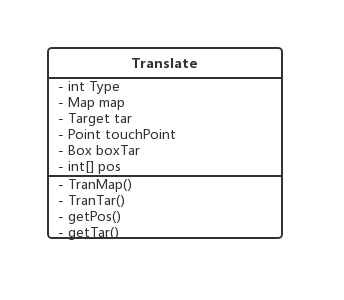 Translate
- int Type
- Map map
- Target tar
- Point touchPoint
- Box boxTar
- int[] pos
- TranMap()
- TranTar()
- getPos()
- getTar()